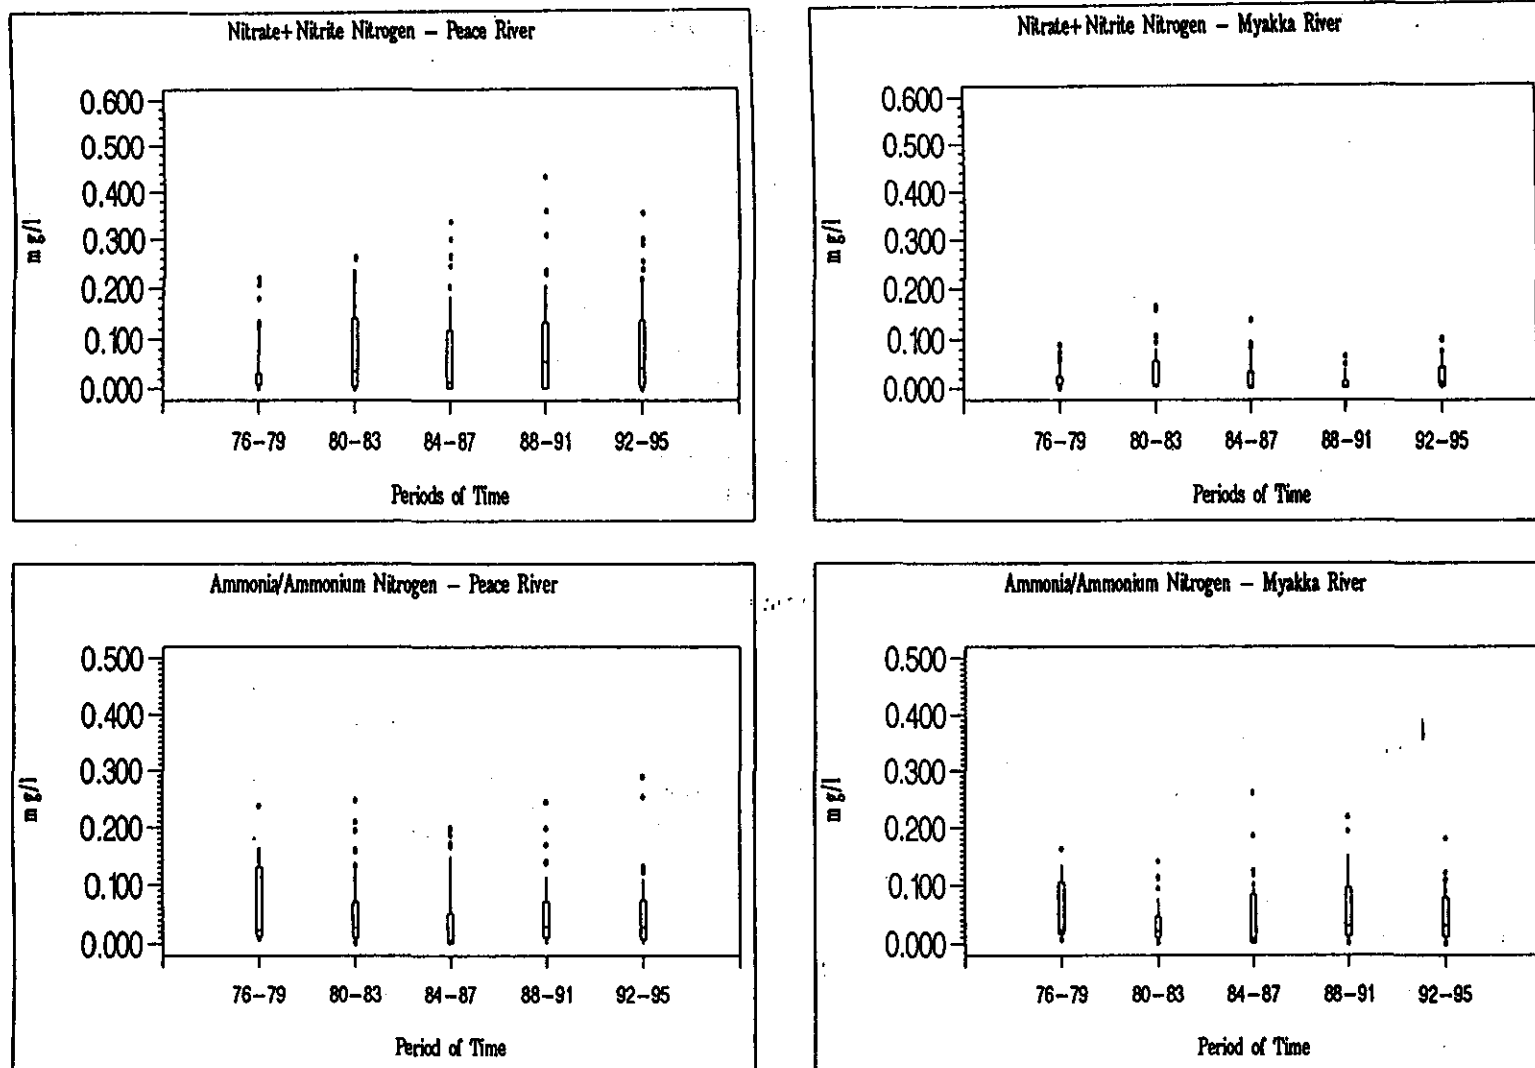 Nitrate+Nitrite Nitrogen – Peace River
0.600
0.500
0.400
0.300
0.200
0.100
0.000
mg/l
76–79 80–83 84–87 88–91 92–95
Periods of Time
Nitrate+Nitrite Nitrogen – Myakka River
0.600
0.500
0.400
0.300
0.200
0.100
0.000
mg/l
76–79 80–83 84–87 88–91 92–95
Periods of Time
Ammonia/Ammonium Nitrogen – Peace River
0.500
0.400
0.300
0.200
0.100
0.000
mg/l
76–79 80–83 84–87 88–91 92–95
Period of Time
Ammonia/Ammonium Nitrogen – Myakka River
0.500
0.400
0.300
0.200
0.100
0.000
mg/l
76–79 80–83 84–87 88–91 92–95
Period of Time